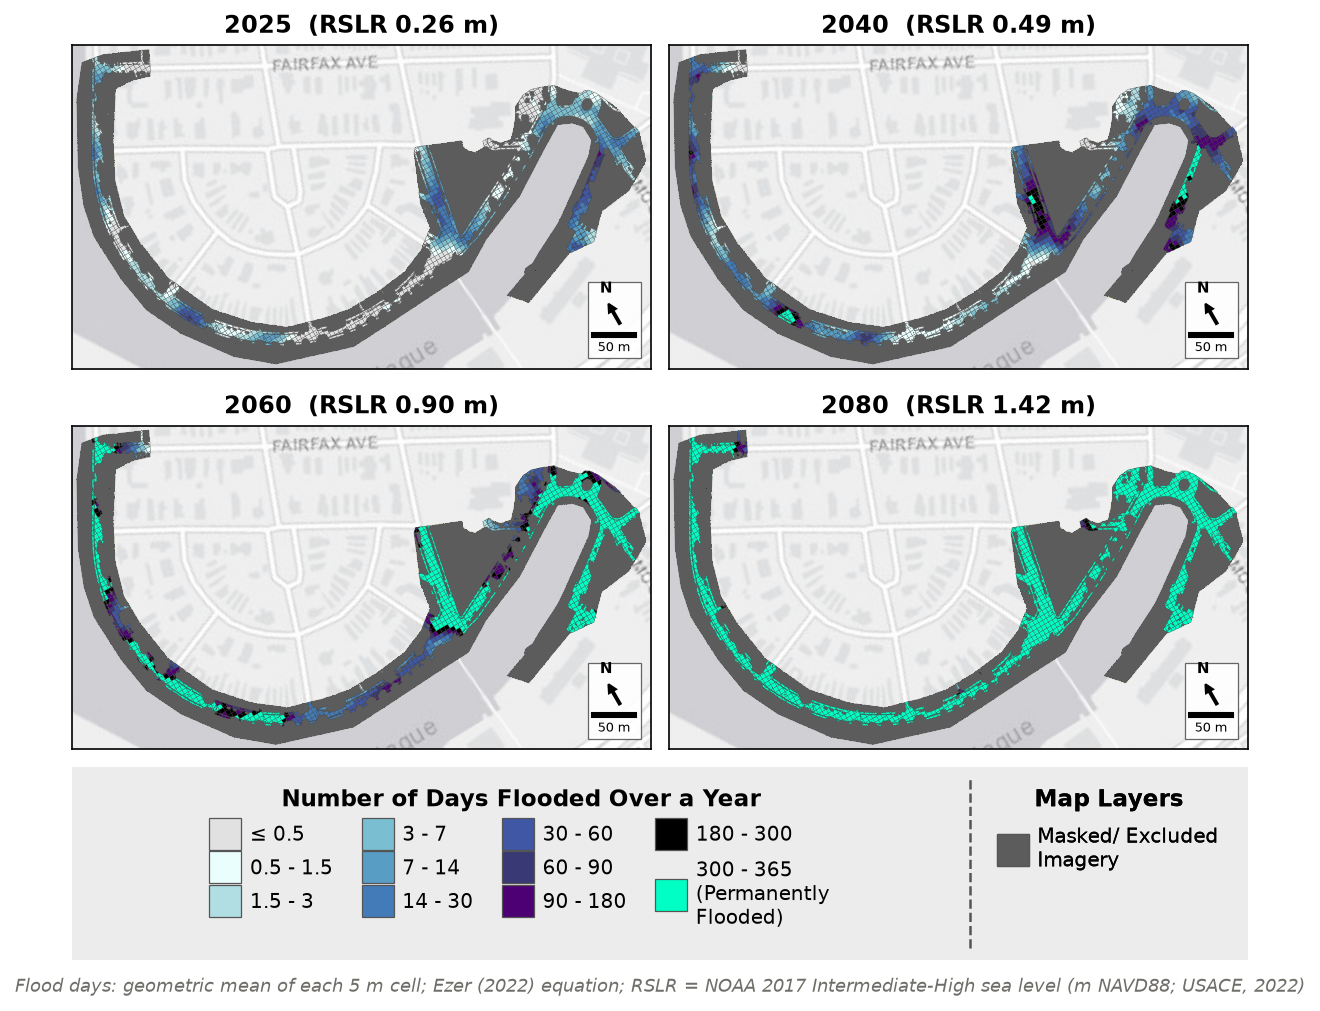 2025  (RSLR 0.26 m)
2040  (RSLR 0.49 m)
FAIRFAX AVE
FAIRFAX AVE
N
50 m
N
50 m
2060  (RSLR 0.90 m)
2080  (RSLR 1.42 m)
FAIRFAX AVE
FAIRFAX AVE
N
50 m
N
50 m
Number of Days Flooded Over a Year
≤ 0.5
0.5 - 1.5
1.5 - 3
3 - 7
7 - 14
14 - 30
30 - 60
60 - 90
90 - 180
180 - 300
300 - 365
(Permanently
Flooded)
Map Layers
Masked/ Excluded
Imagery
Flood days: geometric mean of each 5 m cell; Ezer (2022) equation; RSLR = NOAA 2017 Intermediate-High sea level (m NAVD88; USACE, 2022)